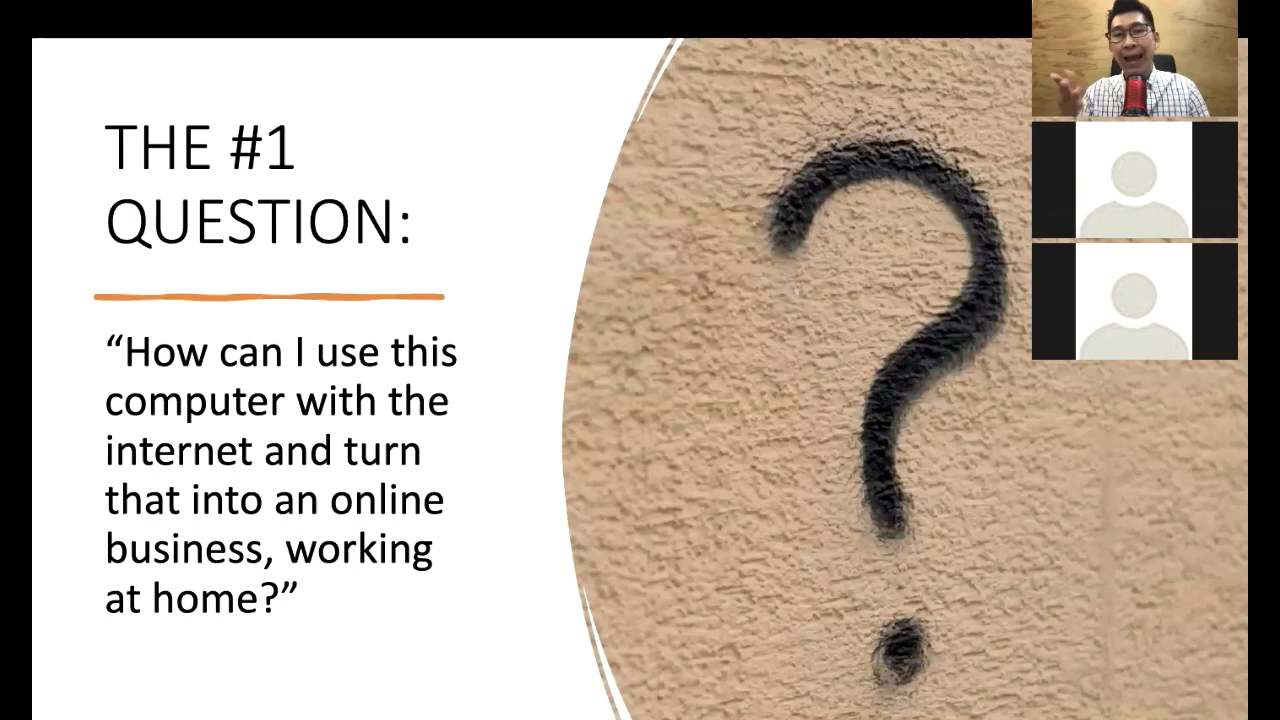 THE #1
QUESTION:
“How can I use this
computer with the
internet and turn
that into an online
business, working
at home?”